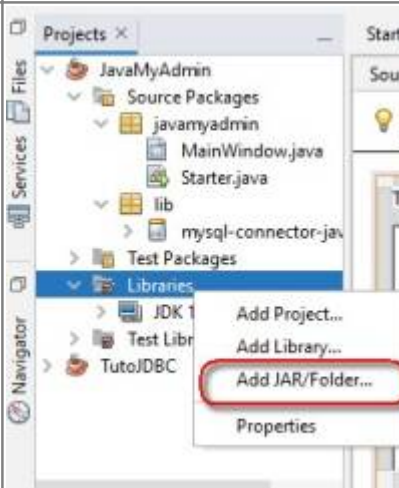 Projects
Start
JavaMyAdmin
Sou
Source Packages
javamyadmin
MainWindow.java
Starter.java
lib
mysql-connector-jav
Test Packages
Libraries
JDK 1
Add Project...
Test Libr
Add Library...
TutoJDBC
Add JAR/Folder...
Properties
Files
Services
Navigator